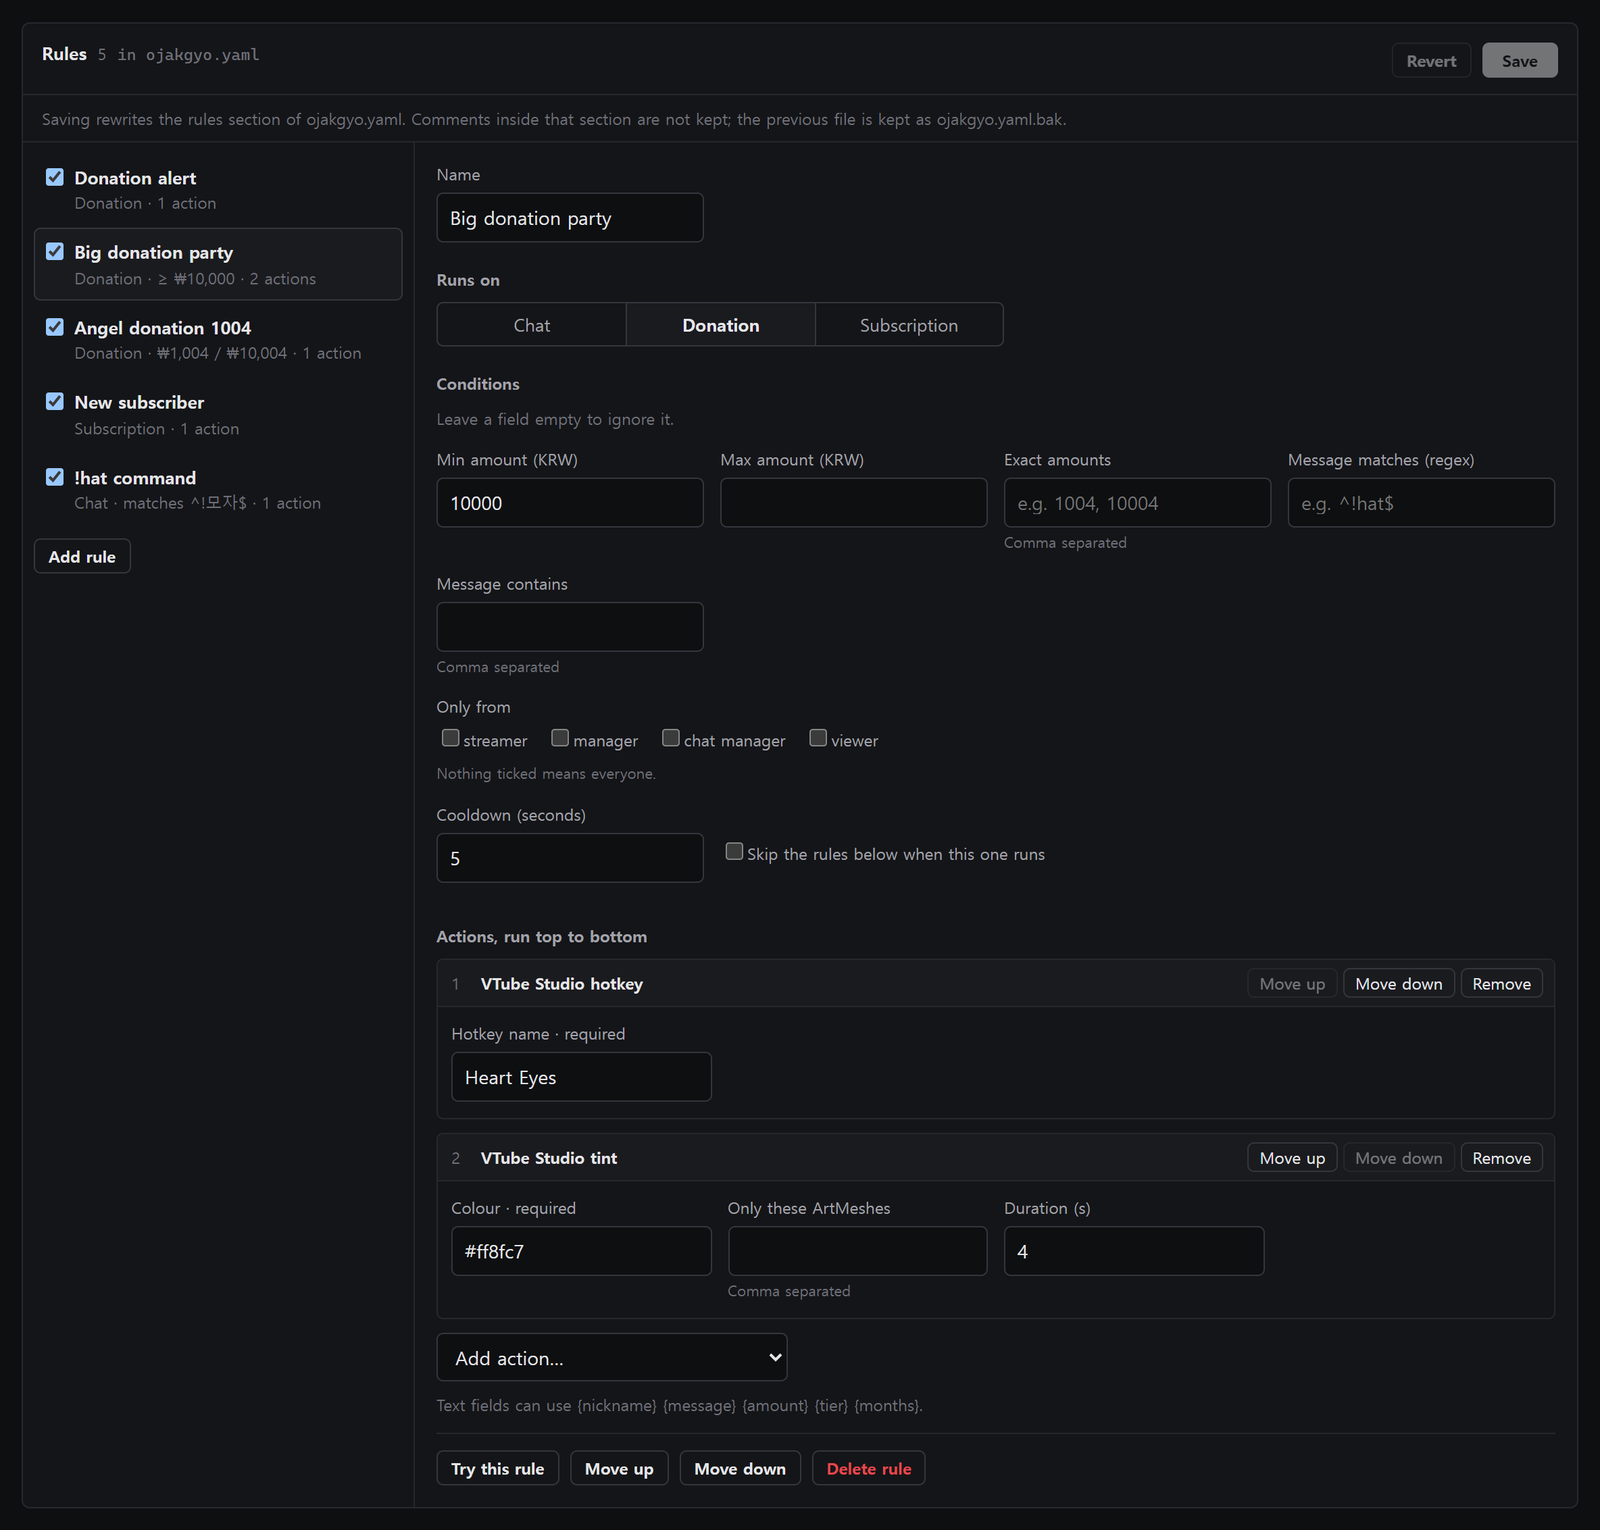 Rules 5 in ojakgyo.yaml
Revert Save
Saving rewrites the rules section of ojakgyo.yaml. Comments inside that section are not kept; the previous file is kept as ojakgyo.yaml.bak.
Donation alert
Donation · 1 action
Big donation party
Donation · ≥ ₩10,000 · 2 actions
Angel donation 1004
Donation · ₩1,004 / ₩10,004 · 1 action
New subscriber
Subscription · 1 action
!hat command
Chat · matches ^!모자$ · 1 action
Add rule
Name
Big donation party
Runs on
Chat Donation Subscription
Conditions
Leave a field empty to ignore it.
Min amount (KRW) Max amount (KRW) Exact amounts Message matches (regex)
10000 e.g. 1004, 10004 e.g. ^!hat$
Comma separated
Message contains
Comma separated
Only from
streamer manager chat manager viewer
Nothing ticked means everyone.
Cooldown (seconds)
5 Skip the rules below when this one runs
Actions, run top to bottom
1 VTube Studio hotkey Move up Move down Remove
Hotkey name · required
Heart Eyes
2 VTube Studio tint Move up Move down Remove
Colour · required Only these ArtMeshes Duration (s)
#ff8fc7 4
Comma separated
Add action...
Text fields can use {nickname} {message} {amount} {tier} {months}.
Try this rule Move up Move down Delete rule